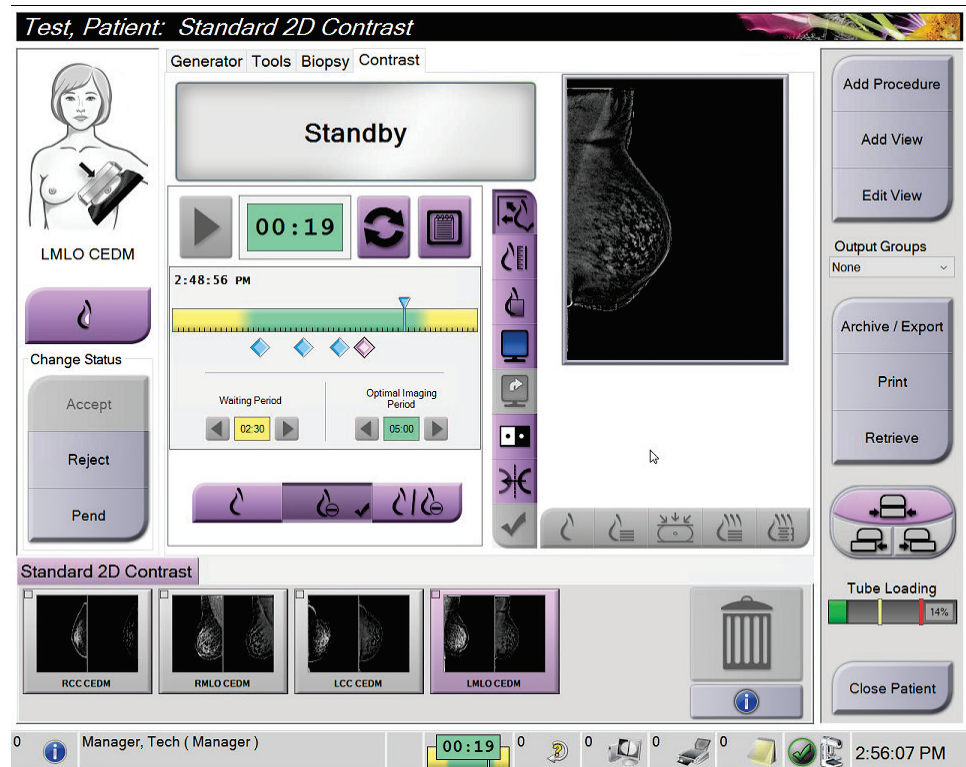 Test, Patient:  Standard 2D Contrast
Generator Tools Biopsy Contrast
Standby
LMLO CEDM
00:19
2:48:56 PM
Waiting Period
Optimal Imaging
Period
02:30
05:00
Change Status
Accept
Reject
Pend
Add Procedure
Add View
Edit View
Output Groups
None
Archive / Export
Print
Retrieve
Tube Loading
14%
Close Patient
Standard 2D Contrast
RCC CEDM
RMLO CEDM
LCC CEDM
LMLO CEDM
0
Manager, Tech ( Manager )
00:19
0
0
0
0
2:56:07 PM